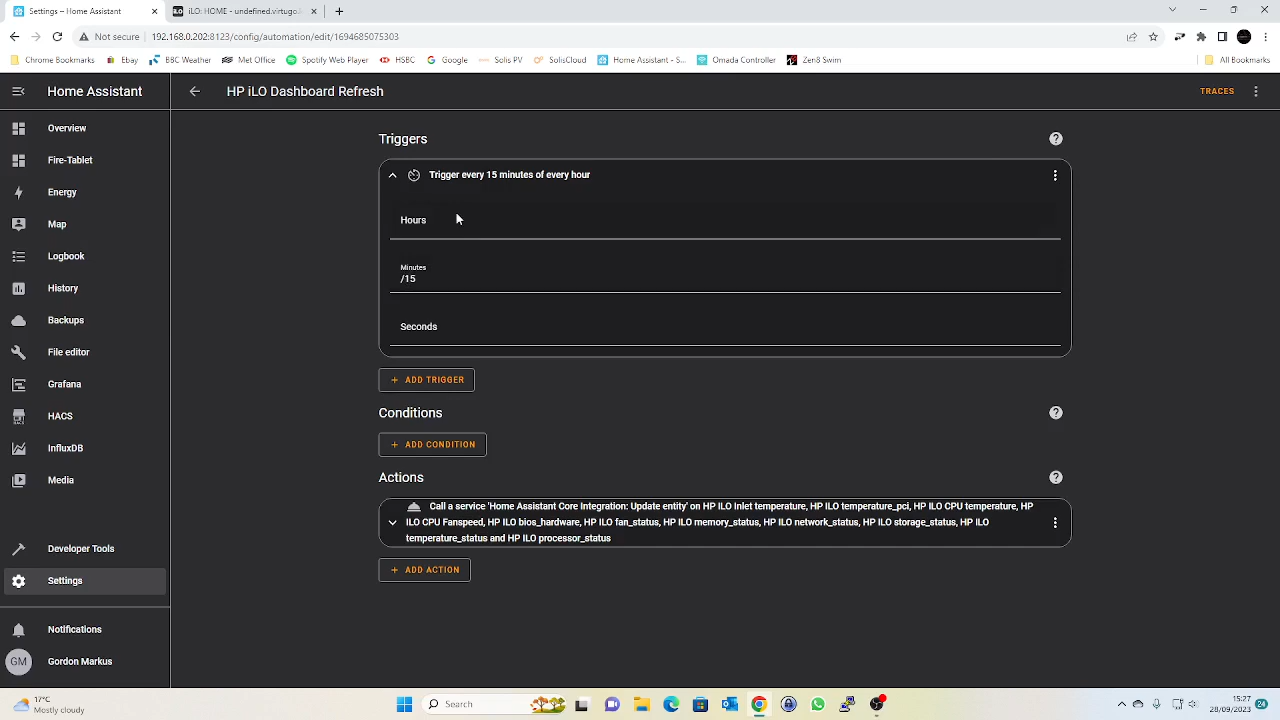 Settings – Home Assistant
iLO: HOME - undefined.virtugo.
Not secure
192.168.0.202:8123/config/automation/edit/1694685075303
Chrome Bookmar
Ebay
BBC Weather
Met Office
Spotify Web Player
HSBC
Google
Solis PV
SolisCloud
Home Assistant - S...
Omada Controller
Zen8 Swim
All Bookmarks
Home Assistant
HP iLO Dashboard Refresh
TRACES
Overview
Fire-Tablet
Energy
Map
Logbook
History
Backups
File editor
Grafana
HACS
InfluxDB
Media
Developer Tools
Settings
Notifications
GM
Gordon Markus
Triggers
Trigger every 15 minutes of every hour
Hours
Minutes
/15
Seconds
+ ADD TRIGGER
Conditions
+ ADD CONDITION
Actions
Call a service 'Home Assistant Core Integration: Update entity' on HP ILO Inlet temperature, HP ILO temperature_pci, HP ILO CPU temperature, HP
ILO CPU Fanspeed, HP ILO bios_hardware, HP ILO fan_status, HP ILO memory_status, HP ILO network_status, HP ILO storage_status, HP ILO
temperature_status and HP ILO processor_status
+ ADD ACTION
17°C
Mostly cloudy
Search
15:27
28/09/2023
24